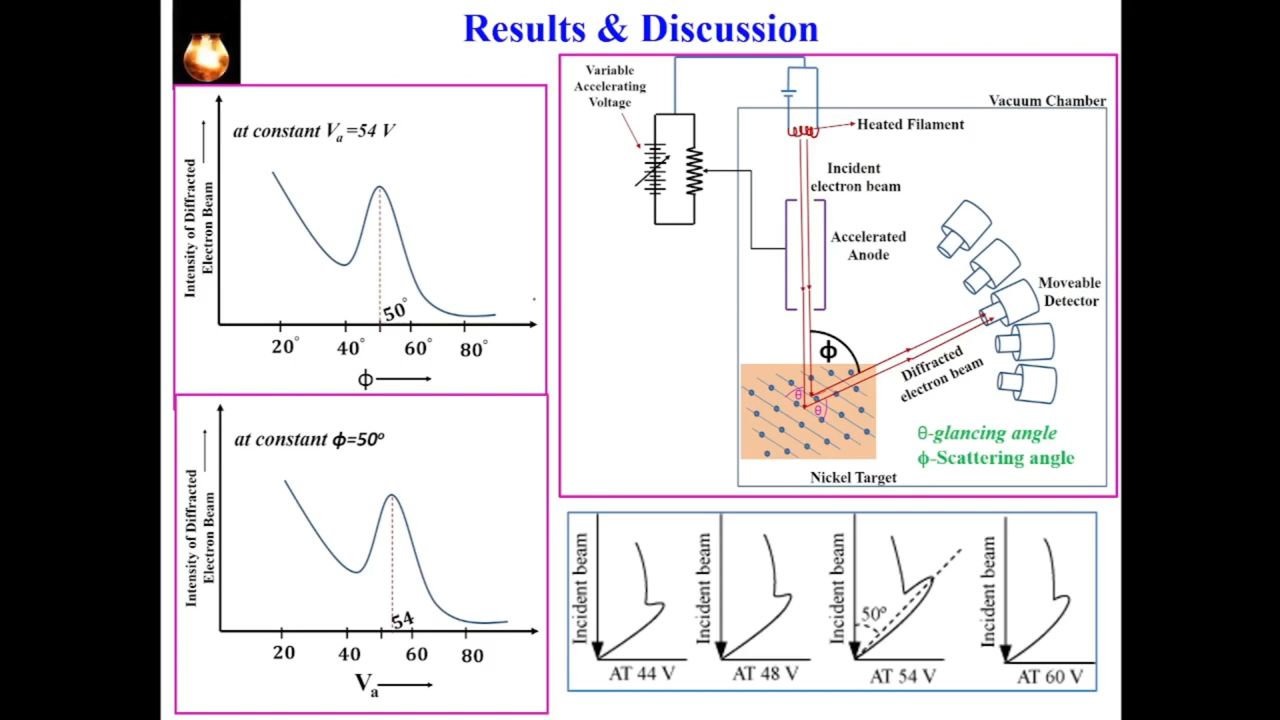 Results & Discussion
at constant Va=54 V
Intensity of Diffracted
Electron Beam
50°
20°
40°
60°
80°
ϕ
at constant ϕ=50o
Intensity of Diffracted
Electron Beam
54
20
40
60
80
Va
Variable
Accelerating
Voltage
Vacuum Chamber
Heated Filament
Incident
electron beam
Accelerated
Anode
Moveable
Detector
ϕ
Diffracted
electron beam
θ
θ
θ-glancing angle
ϕ-Scattering angle
Nickel Target
Incident beam
AT 44 V
Incident beam
AT 48 V
Incident beam
50o
AT 54 V
Incident beam
AT 60 V